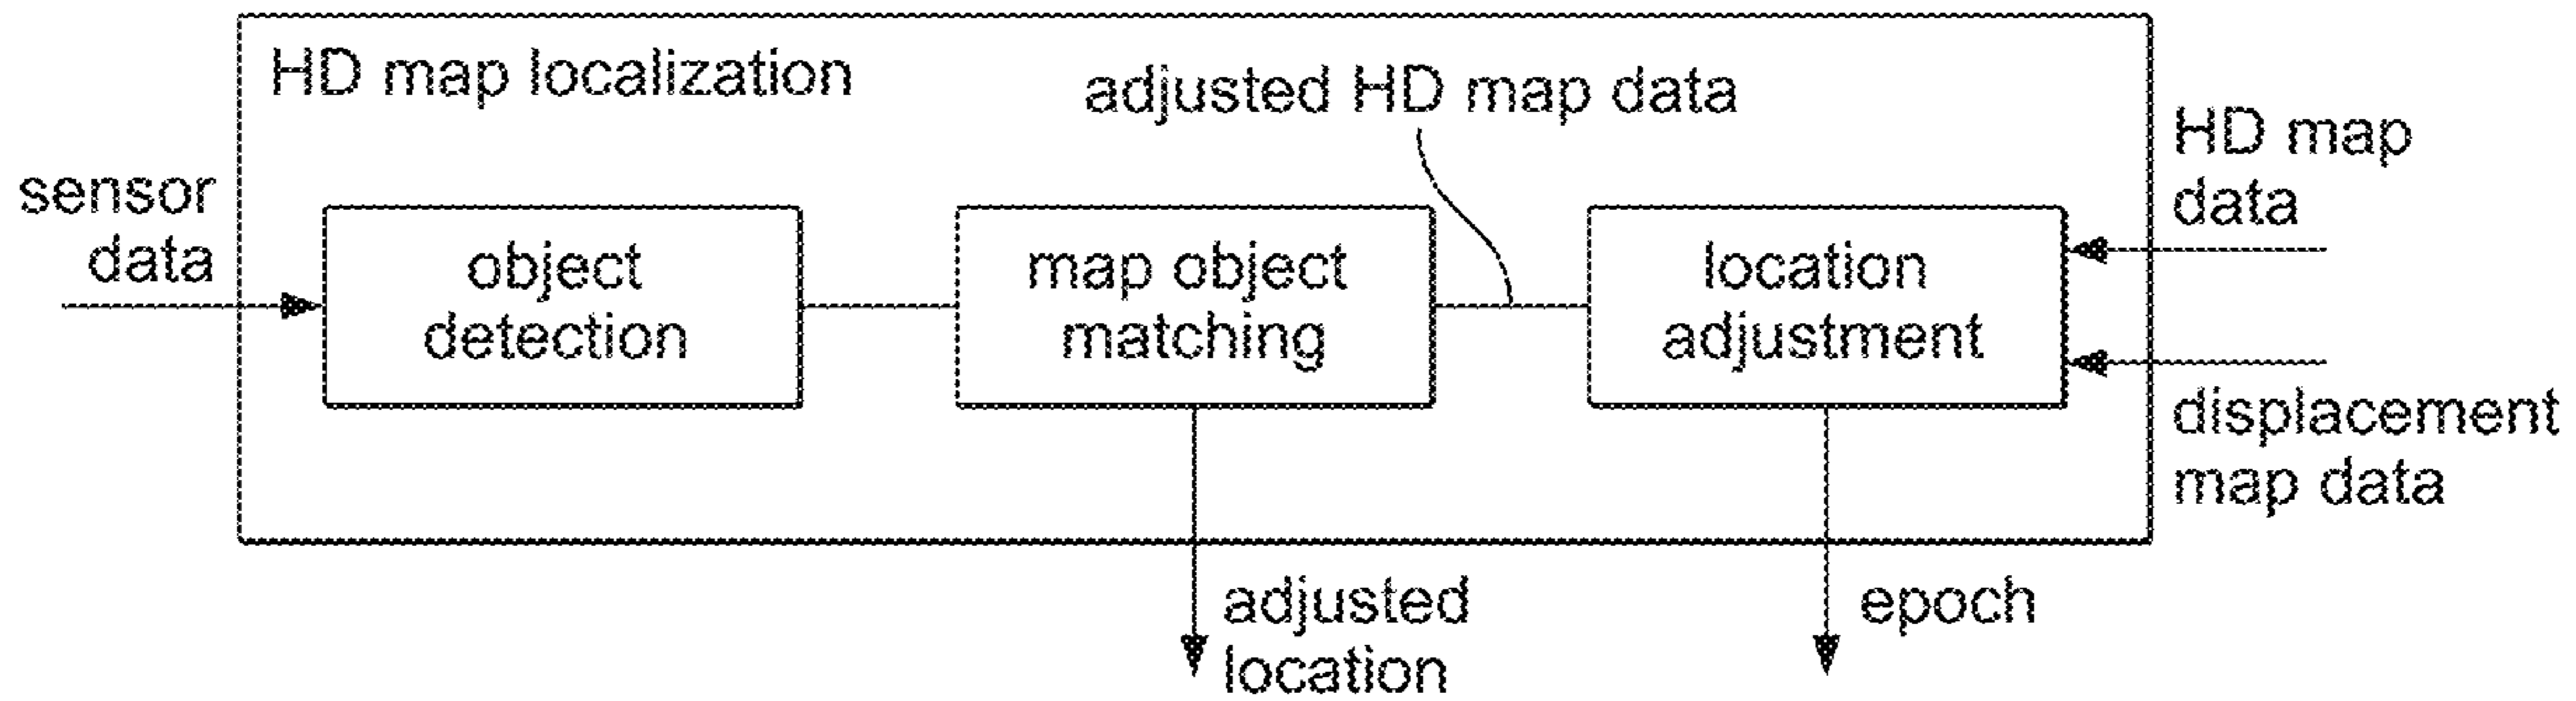 HD map localization
adjusted HD map data
HD map
data
sensor
data
object
detection
map object
matching
location
adjustment
displacement
map data
adjusted
location
epoch